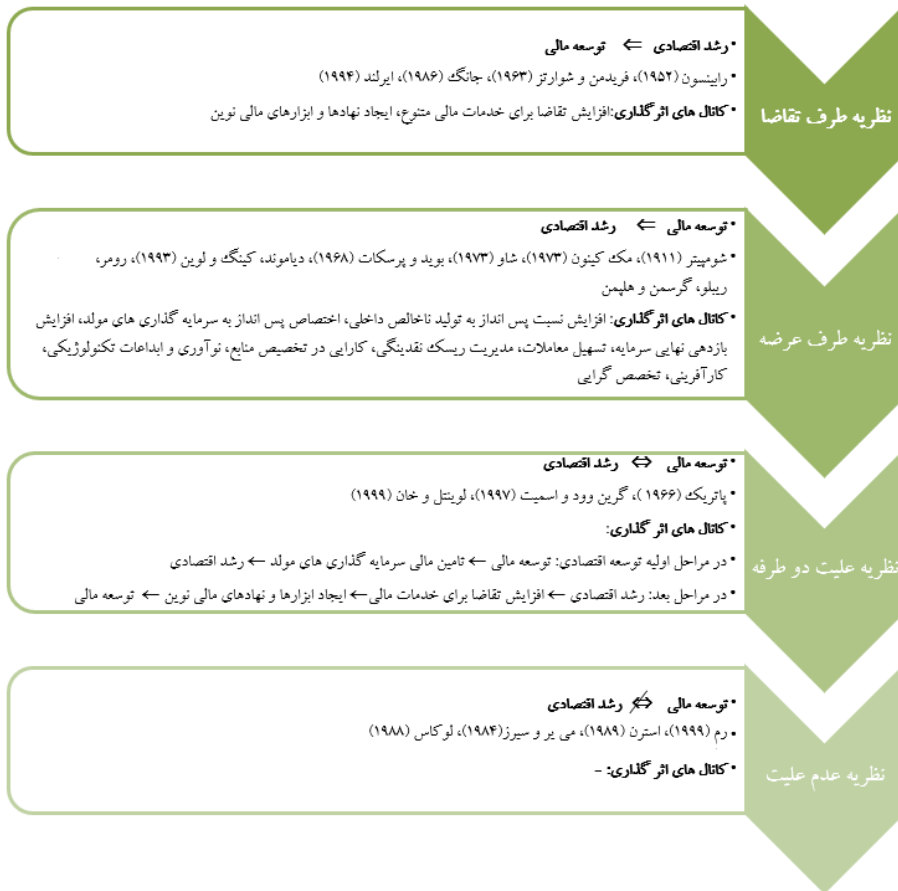 نظریه طرف تقاضا
• رشد اقتصادی ⇐ توسعه مالی
• رابینسون (۱۹۵۲)، فریدمن و شوارتز (۱۹۶۳)، جانگ (۱۹۸۶)، ایرلند (۱۹۹۴)
• کانال های اثر گذاری:افزایش تقاضا برای خدمات مالی متنوع، ایجاد نهادها و ابزارهای مالی نوین
نظریه طرف عرضه
• توسعه مالی ⇐ رشد اقتصادی
• شومپیتر (۱۹۱۱)، مک کینون (۱۹۷۳)، شاو (۱۹۷۳)، بوید و پرسکات (۱۹۶۸)، دیاموند، کینگ و لوین (۱۹۹۳)، رومر،
ریبلو، گرسمن و هلپمن
• کانال های اثر گذاری: افزایش نسبت پس انداز به تولید ناخالص داخلی، اختصاص پس انداز به سرمایه گذاری های مولد، افزایش
بازدهی نهایی سرمایه، تسهیل معاملات، مدیریت ریسک نقدینگی، کارایی در تخصیص منابع، نوآوری و ابداعات تکنولوژیکی،
کارآفرینی، تخصص گرایی
نظریه علیت دو طرفه
• توسعه مالی ⇔ رشد اقتصادی
• پاتریک (۱۹۶۶ )، گرین وود و اسمیت (۱۹۹۷)، لوینتل و خان (۱۹۹۹)
• کانال های اثر گذاری:
• در مراحل اولیه توسعه اقتصادی: توسعه مالی ← تامین مالی سرمایه گذاری های مولد ← رشد اقتصادی
• در مراحل بعد: رشد اقتصادی ← افزایش تقاضا برای خدمات مالی← ایجاد ابزارها و نهادهای مالی نوین ← توسعه مالی
نظریه عدم علیت
• توسعه مالی ⇎ رشد اقتصادی
• رم (۱۹۹۹)، استرن (۱۹۸۹)، می یر و سیرز(۱۹۸۴)، لوکاس (۱۹۸۸)
• کانال های اثر گذاری: -